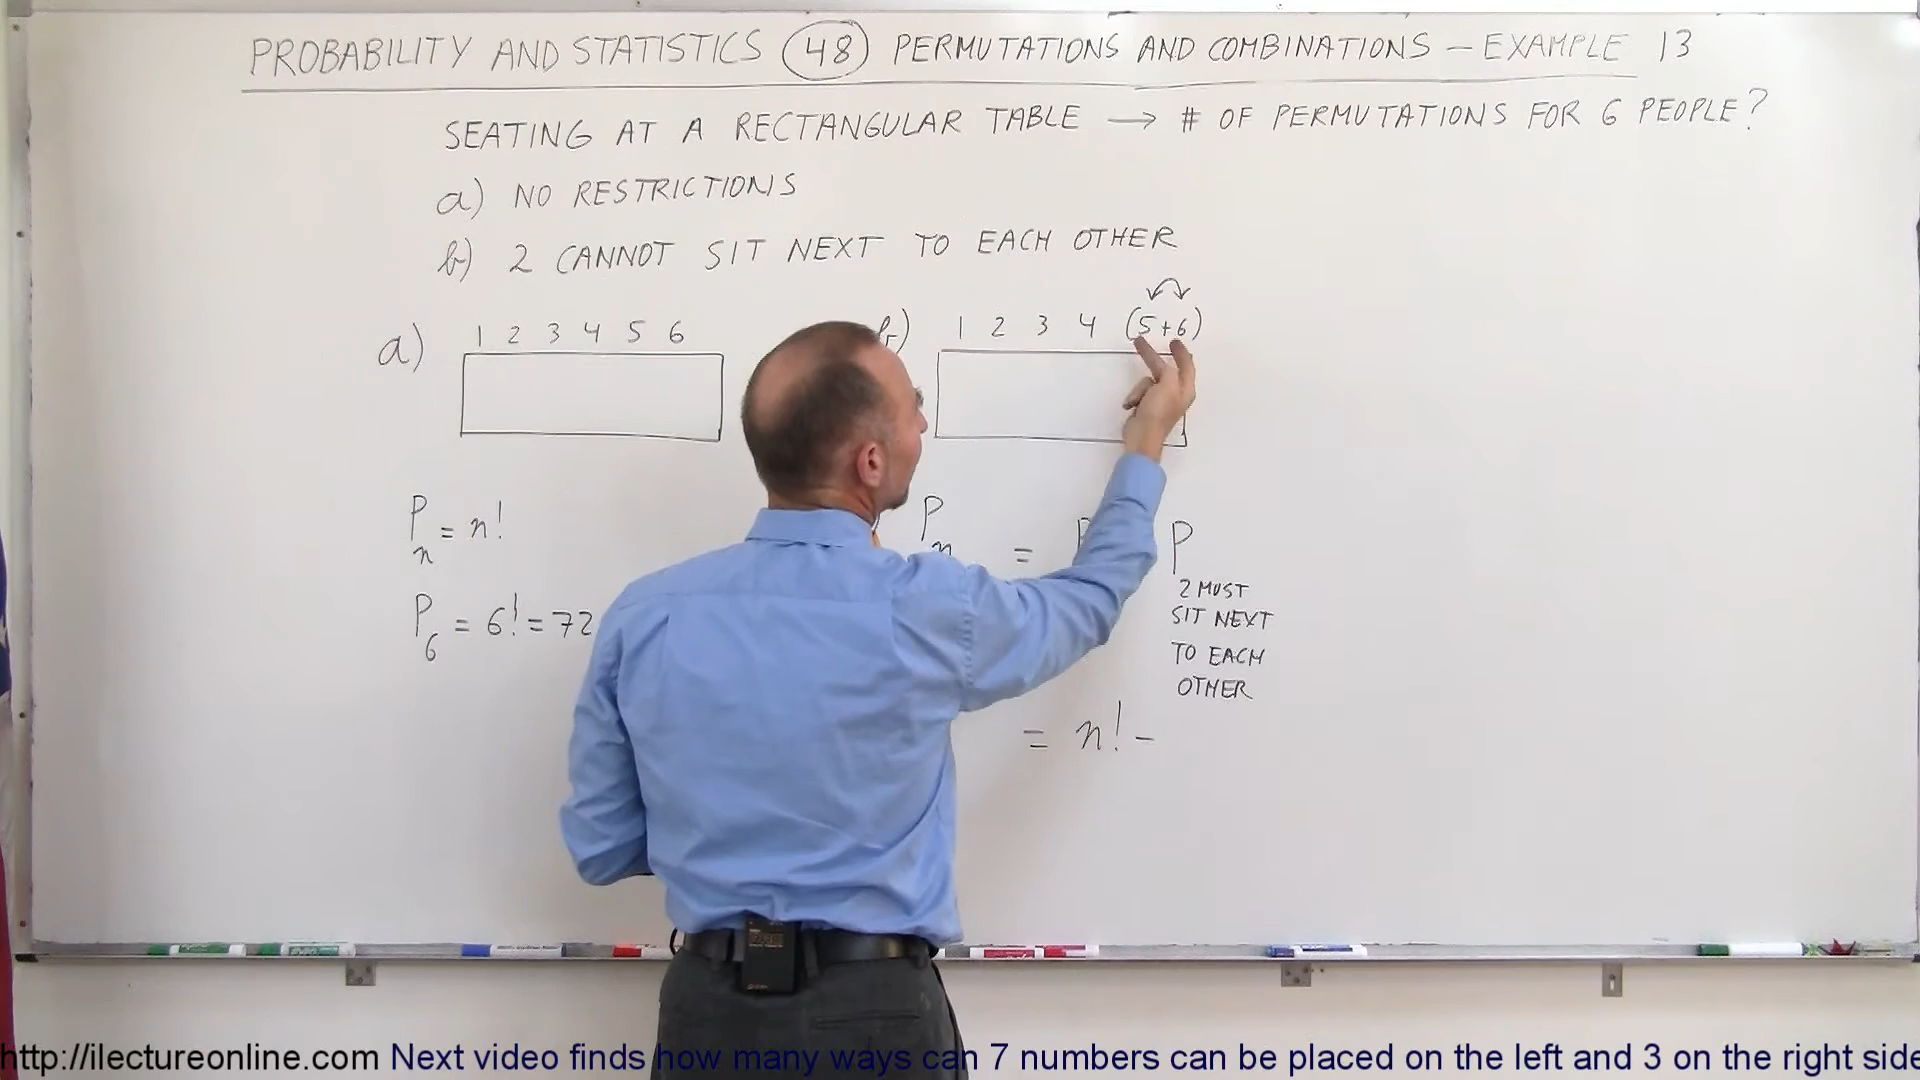 PROBABILITY AND STATISTICS 48 PERMUTATIONS AND COMBINATIONS - EXAMPLE 13
SEATING AT A RECTANGULAR TABLE → # OF PERMUTATIONS FOR 6 PEOPLE?
a) NO RESTRICTIONS
b) 2 CANNOT SIT NEXT TO EACH OTHER
a) 1 2 3 4 5 6
b) 1 2 3 4 (5+6)
P n = n!
P 6 = 6! = 72
P n = P
2 MUST
SIT NEXT
TO EACH
OTHER
= n! -
http://ilectureonline.com Next video finds how many ways can 7 numbers can be placed on the left and 3 on the right side